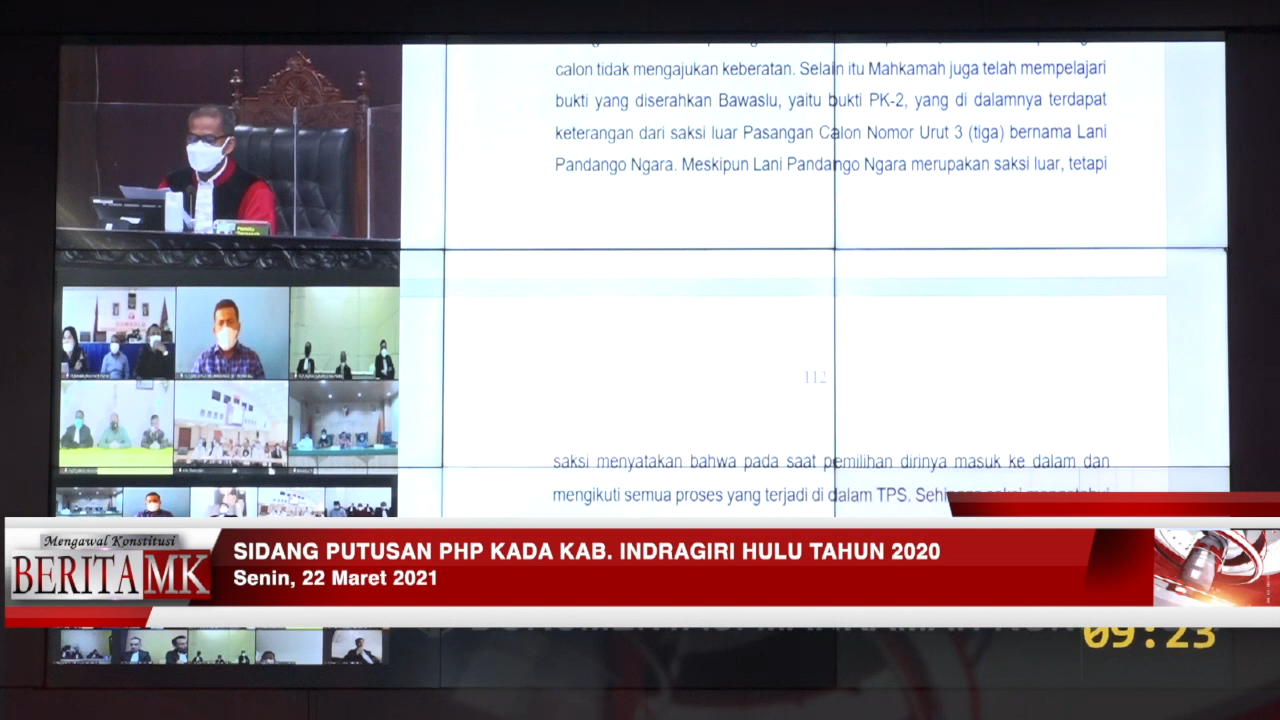 calon tidak mengajukan keberatan. Selain itu Mahkamah juga telah mempelajari
bukti yang diserahkan Bawaslu, yaitu bukti PK-2, yang di dalamnya terdapat
keterangan dari saksi luar Pasangan Calon Nomor Urut 3 (tiga) bernama Lani
Pandango Ngara. Meskipun Lani Pandango Ngara merupakan saksi luar, tetapi
112
saksi menyatakan bahwa pada saat pemilihan dirinya masuk ke dalam dan
mengikuti semua proses yang terjadi di dalam TPS.
Mengawal Konstitusi
BERITA MK
SIDANG PUTUSAN PHP KADA KAB. INDRAGIRI HULU TAHUN 2020
Senin, 22 Maret 2021
09:23